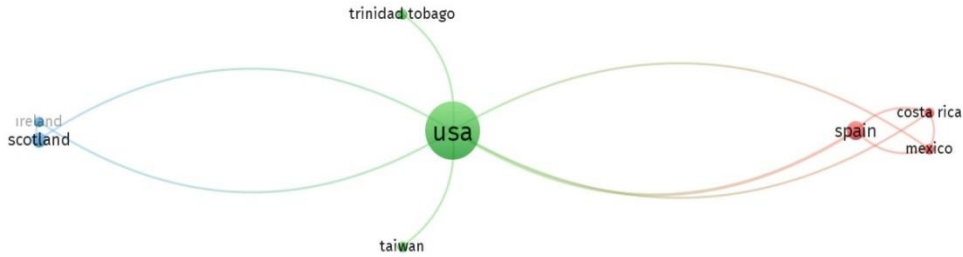 trinidad tobago
ireland
scotland
usa
costa rica
spain
mexico
taiwan